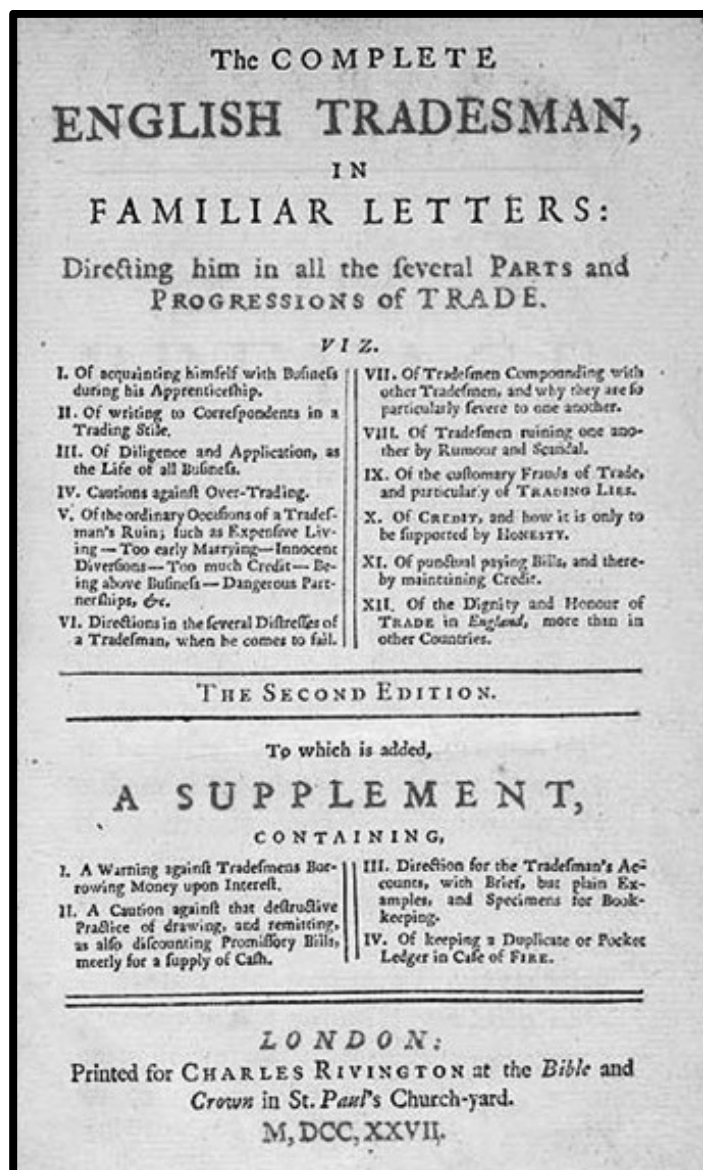 The COMPLETE
ENGLISH TRADESMAN,
IN
FAMILIAR LETTERS:
Directing him in all the ſeveral PARTS and
PROGRESSIONS of TRADE.
VIZ.
I. Of acquainting himſelf with Buſineſs
during his Apprenticeſhip.
II. Of writing to Correſpondents in a
Trading Stile.
III. Of Diligence and Application, as
the Life of all Buſineſs.
IV. Cautions againſt Over-Trading.
V. Of the ordinary Occaſions of a Tradeſ-
man's Ruin; ſuch as Expenſive Liv-
ing — Too early Marrying — Innocent
Diverſions — Too much Credit — Be-
ing above Buſineſs — Dangerous Part-
nerſhips, &c.
VI. Directions in the ſeveral Diſtreſſes of
a Tradeſman, when he comes to fail.
VII. Of Tradeſmen Compounding with
other Tradeſmen, and why they are ſo
particularly ſevere to one another.
VIII. Of Tradeſmen ruining one ano-
ther by Rumour and Scandal.
IX. Of the cuſtomary Frauds of Trade,
and particularly of TRADING LIES.
X. Of CREDIT, and how it is only to
be ſupported by HONESTY.
XI. Of punctual paying Bills, and there-
by maintaining Credit.
XII. Of the Dignity and Honour of
TRADE in England, more than in
other Countries.
THE SECOND EDITION.
To which is added,
A SUPPLEMENT,
CONTAINING,
I. A Warning againſt Tradeſmens Bor-
rowing Money upon Intereſt.
II. A Caution againſt that deſtructive
Practice of drawing, and remitting,
as alſo diſcounting Promiſſory Bills,
meerly for a ſupply of Caſh.
III. Direction for the Tradeſman's Ac-
counts, with Brief, but plain Ex-
amples, and Specimens for Book-
keeping.
IV. Of keeping a Duplicate or Pocket
Ledger in Caſe of FIRE.
LONDON:
Printed for CHARLES RIVINGTON at the Bible and
Crown in St. Paul's Church-yard.
M,DCC,XXVII.